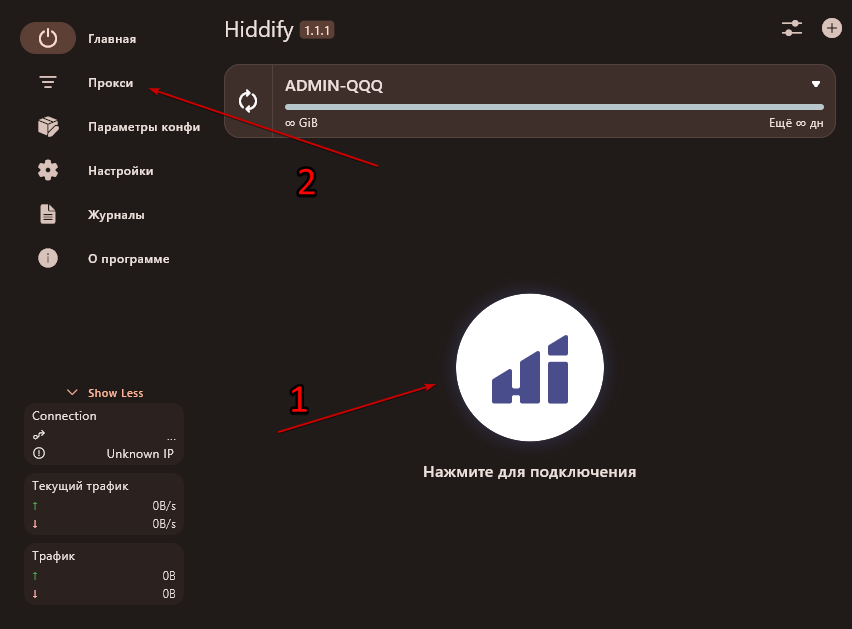 Hiddify 1.1.1
Главная
Прокси
Параметры конфи
Настройки
Журналы
О программе
ADMIN-QQQ
∞ GiB
Ещё ∞ дн
2
1
Нажмите для подключения
Show Less
Connection
...
Unknown IP
Текущий трафик
↑ 0B/s
↓ 0B/s
Трафик
↑ 0B
↓ 0B